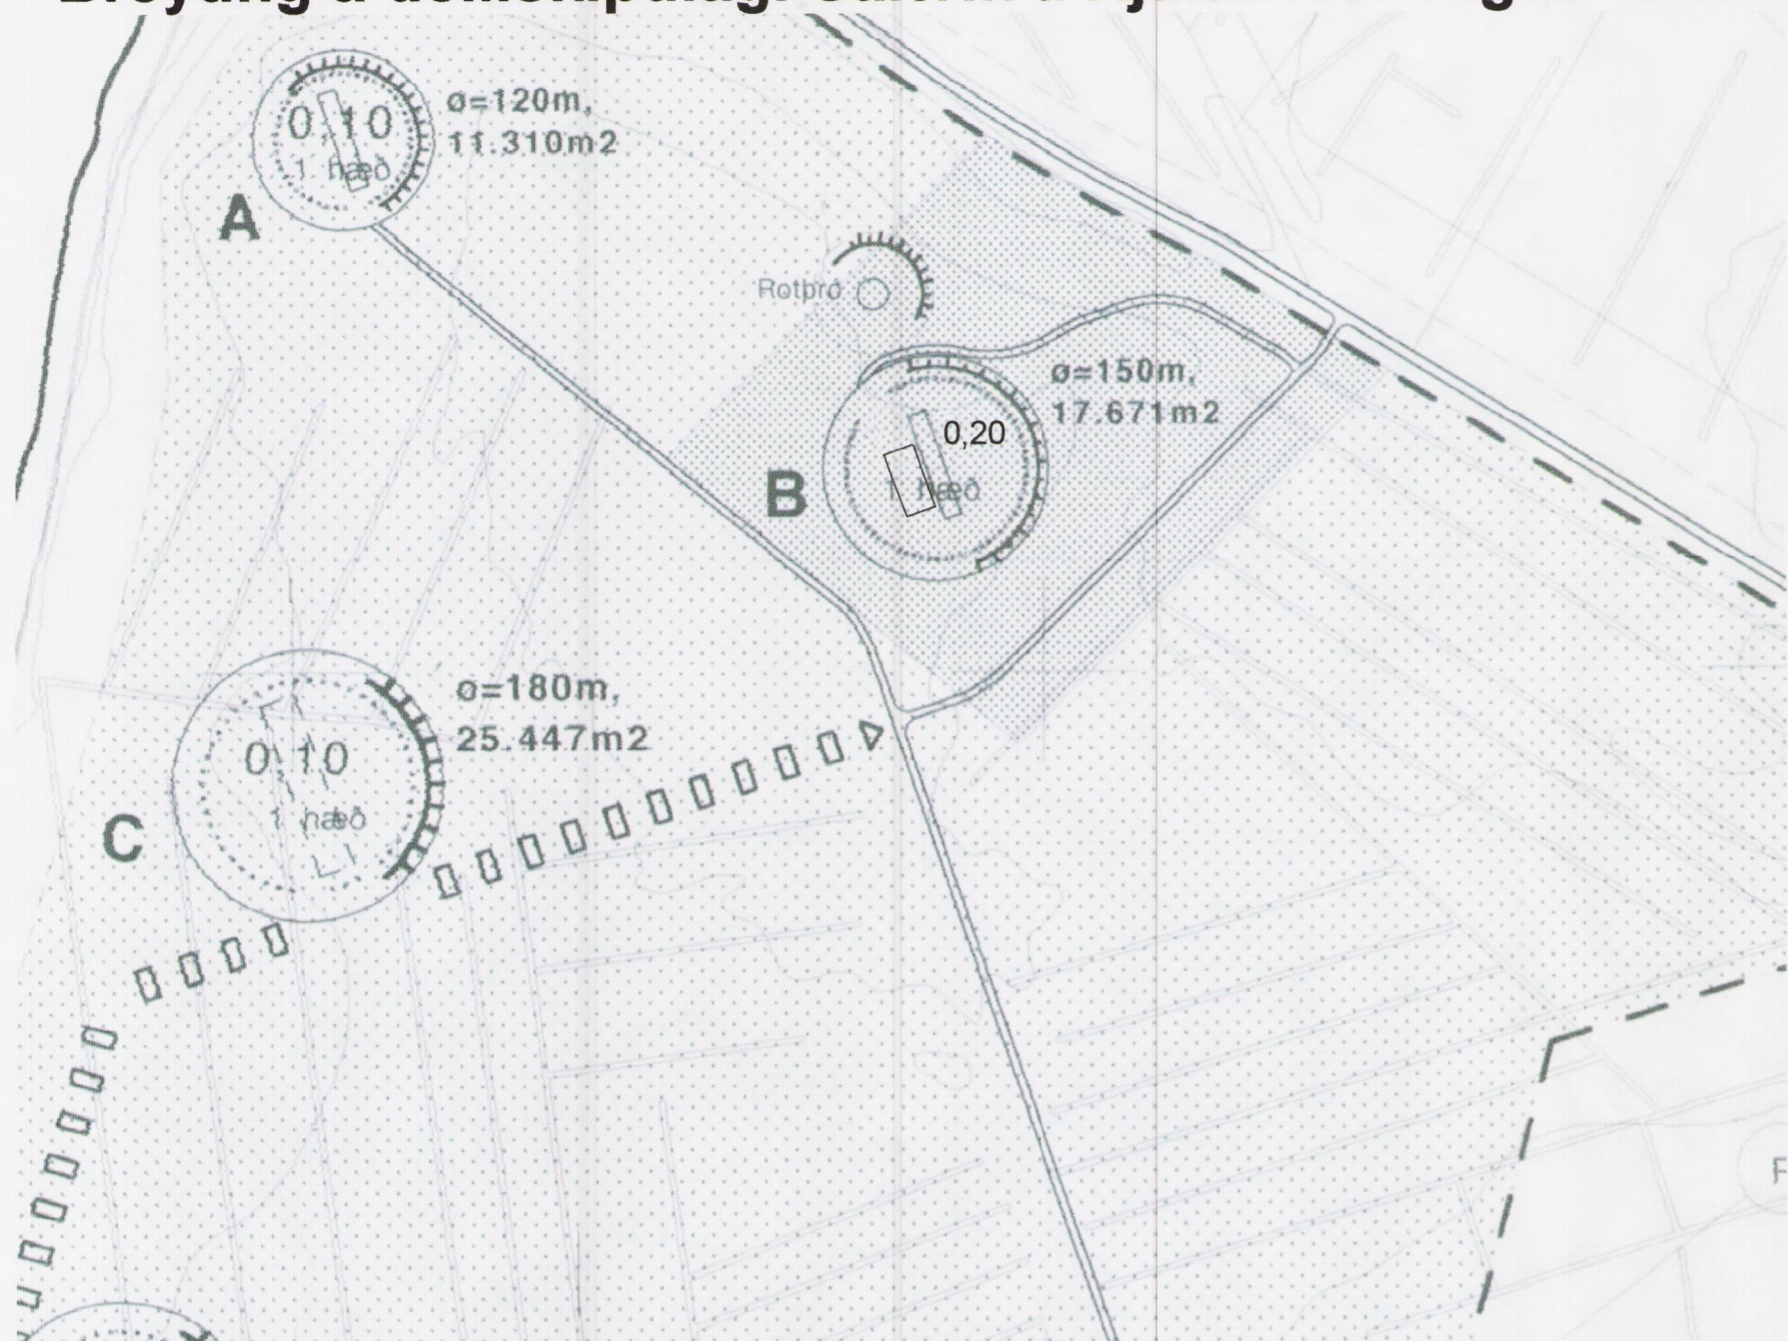 ø=120m,
11.310m2
0,10
1. hæð
A
Rotþró
ø=150m,
17.671m2
0,20
1. hæð
B
ø=180m,
25.447m2
0,10
1. hæð
C
F